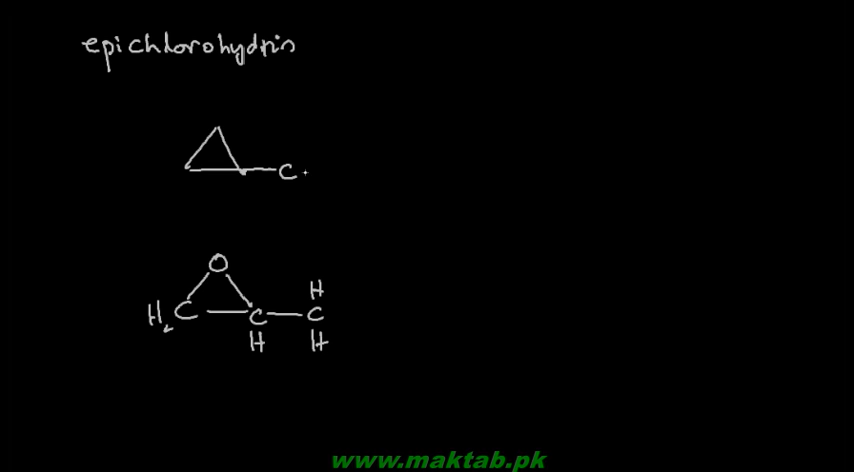 epichlorohydrin
C
O
H
H₂C C C
H H
www.maktab.pk